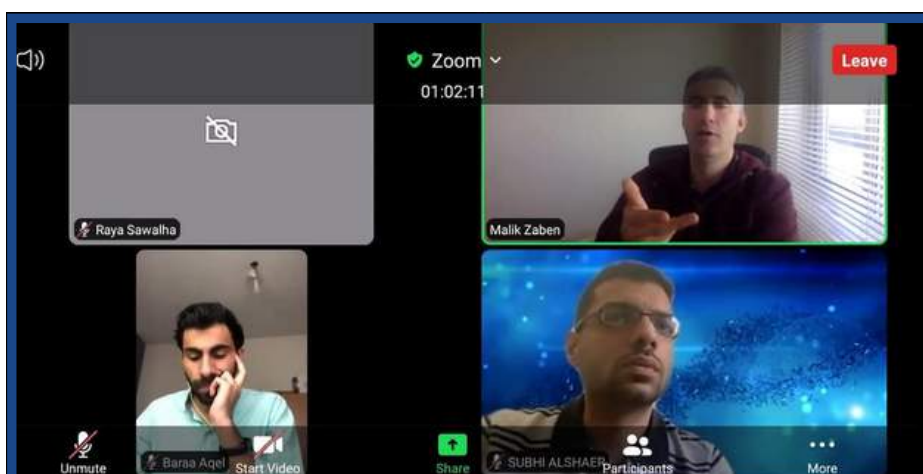 Zoom
Leave
01:02:11
Raya Sawalha
Malik Zaben
Baraa Aqel
SUBHI ALSHAER
Unmute
Start Video
Share
Participants
More